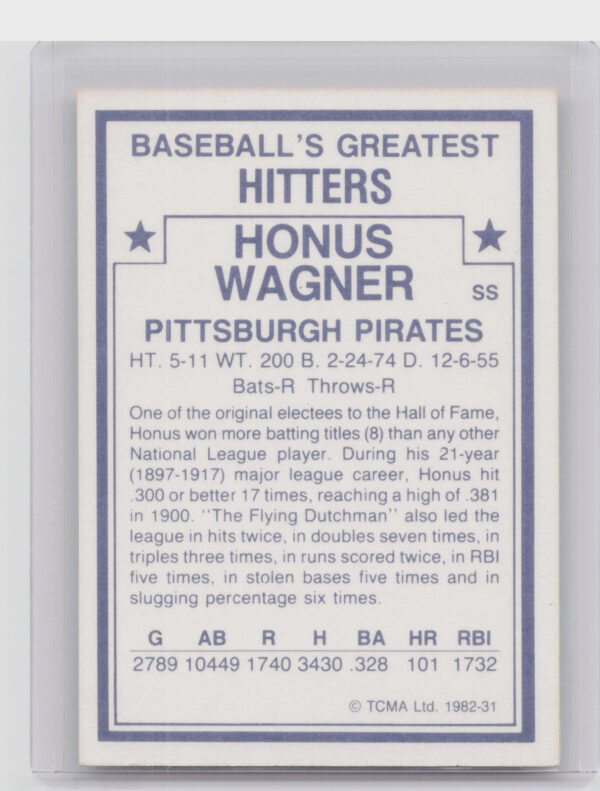 BASEBALL'S GREATEST
HITTERS
HONUS
WAGNER SS
PITTSBURGH PIRATES
HT. 5-11 WT. 200 B. 2-24-74 D. 12-6-55
Bats-R Throws-R
One of the original electees to the Hall of Fame,
Honus won more batting titles (8) than any other
National League player. During his 21-year
(1897-1917) major league career, Honus hit
.300 or better 17 times, reaching a high of .381
in 1900. "The Flying Dutchman" also led the
league in hits twice, in doubles seven times, in
triples three times, in runs scored twice, in RBI
five times, in stolen bases five times and in
slugging percentage six times.
G AB R H BA HR RBI
2789 10449 1740 3430 .328 101 1732
© TCMA Ltd. 1982-31